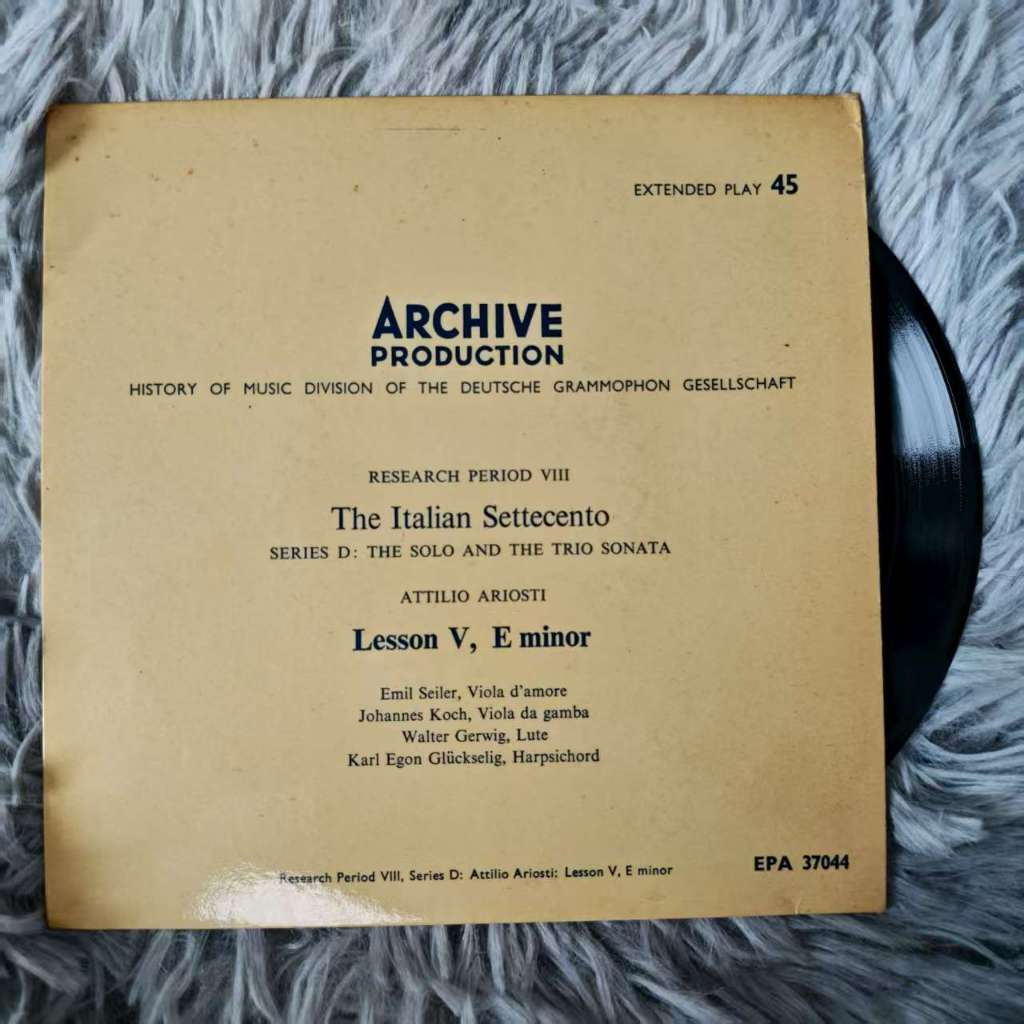 EXTENDED PLAY 45
ARCHIVE
PRODUCTION
HISTORY OF MUSIC DIVISION OF THE DEUTSCHE GRAMMOPHON GESELLSCHAFT
RESEARCH PERIOD VIII
The Italian Settecento
SERIES D: THE SOLO AND THE TRIO SONATA
ATTILIO ARIOSTI
Lesson V, E minor
Emil Seiler, Viola d'amore
Johannes Koch, Viola da gamba
Walter Gerwig, Lute
Karl Egon Glückselig, Harpsichord
Research Period VIII, Series D: Attilio Ariosti: Lesson V, E minor
EPA 37044